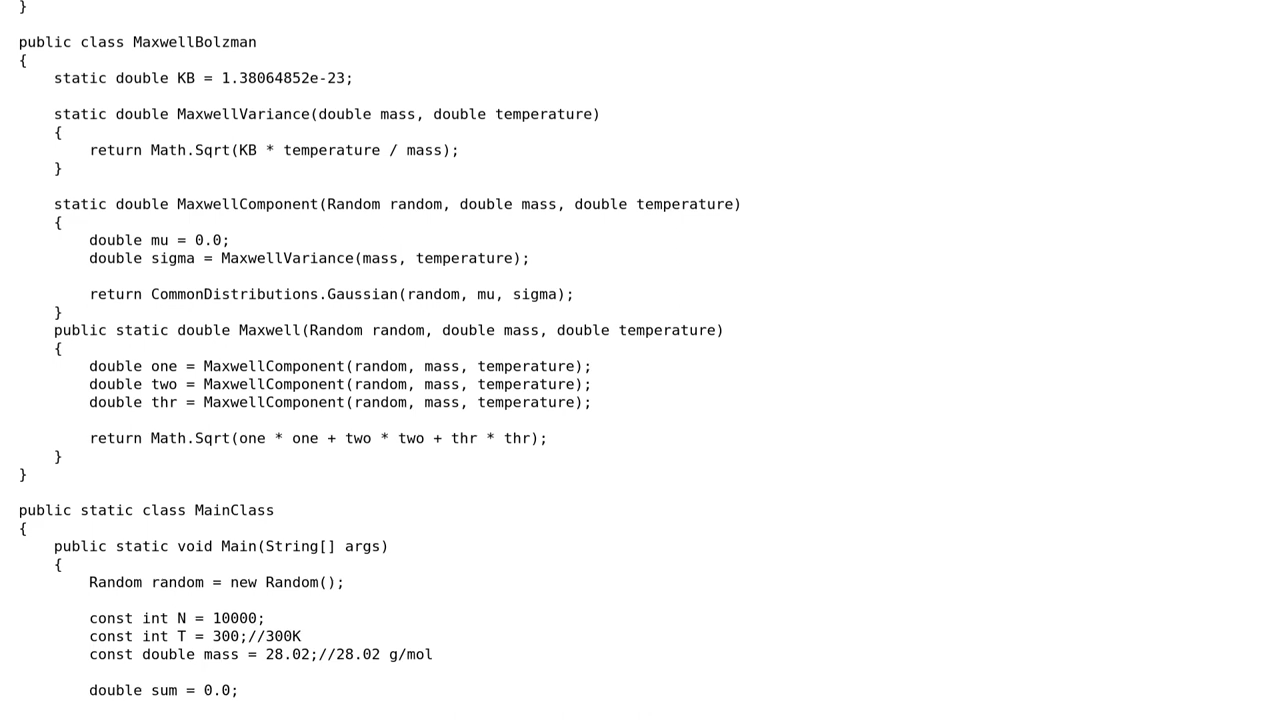 }
public class MaxwellBolzman
{
    static double KB = 1.38064852e-23;
    static double MaxwellVariance(double mass, double temperature)
    {
        return Math.Sqrt(KB * temperature / mass);
    }
    static double MaxwellComponent(Random random, double mass, double temperature)
    {
        double mu = 0.0;
        double sigma = MaxwellVariance(mass, temperature);
        return CommonDistributions.Gaussian(random, mu, sigma);
    }
    public static double Maxwell(Random random, double mass, double temperature)
    {
        double one = MaxwellComponent(random, mass, temperature);
        double two = MaxwellComponent(random, mass, temperature);
        double thr = MaxwellComponent(random, mass, temperature);
        return Math.Sqrt(one * one + two * two + thr * thr);
    }
}
public static class MainClass
{
    public static void Main(String[] args)
    {
        Random random = new Random();
        const int N = 10000;
        const int T = 300;//300K
        const double mass = 28.02;//28.02 g/mol
        double sum = 0.0;